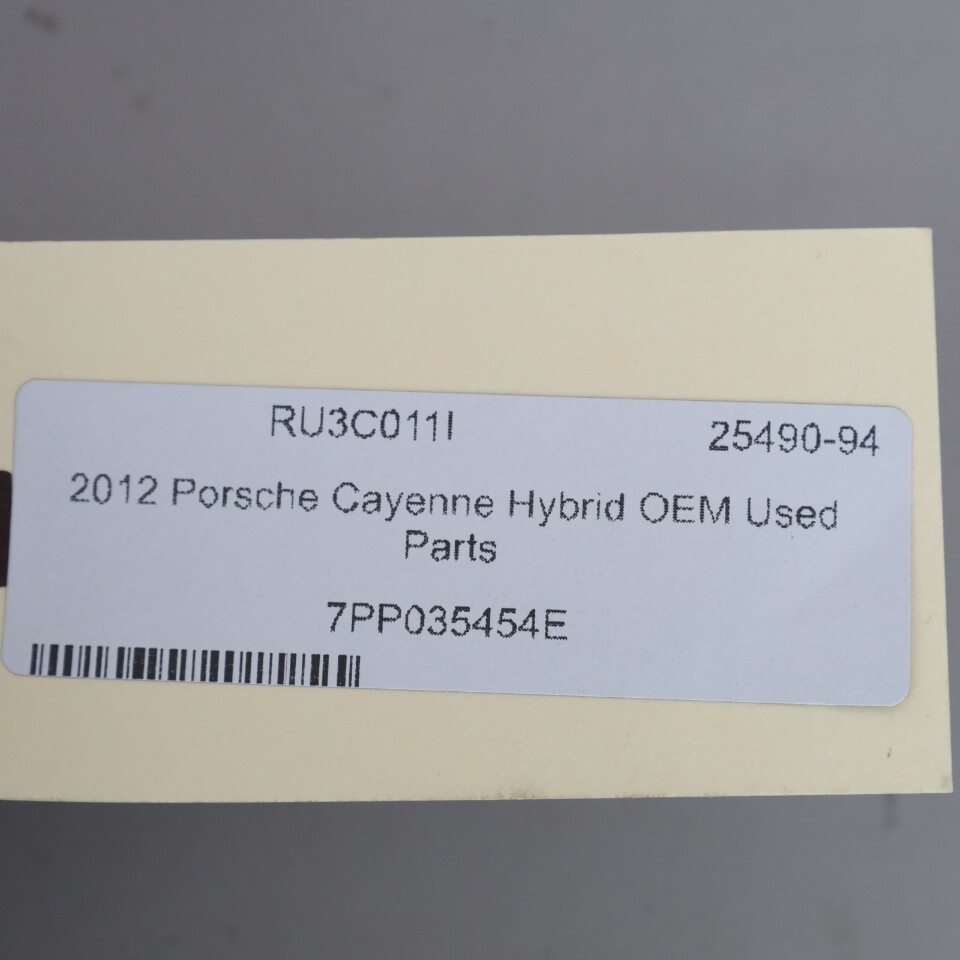 RU3C011I
25490-94
2012 Porsche Cayenne Hybrid OEM Used
Parts
7PP035454E